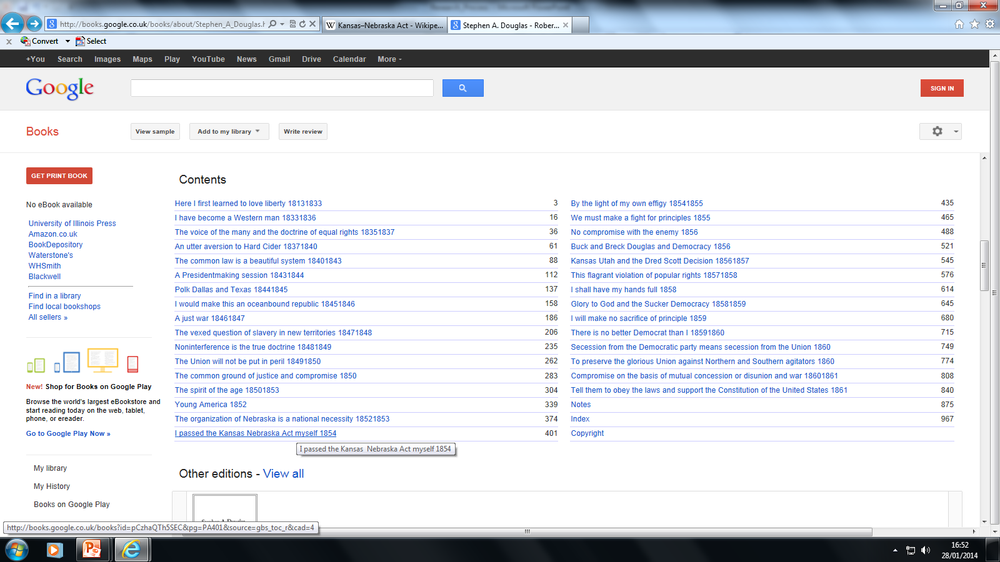 http://books.google.co.uk/books/about/Stephen_A_Douglas.h
Kansas–Nebraska Act - Wikipe...
Stephen A. Douglas - Rober...
x Convert Select
+You Search Images Maps Play YouTube News Gmail Drive Calendar More
Google
SIGN IN
Books
View sample
Add to my library
Write review
GET PRINT BOOK
No eBook available
University of Illinois Press
Amazon.co.uk
BookDepository
Waterstone's
WHSmith
Blackwell
Find in a library
Find local bookshops
All sellers »
New! Shop for Books on Google Play
Browse the world's largest eBookstore and
start reading today on the web, tablet,
phone, or ereader.
Go to Google Play Now »
My library
My History
Books on Google Play
Contents
Here I first learned to love liberty 18131833 3
I have become a Western man 18331836 16
The voice of the many and the doctrine of equal rights 18351837 36
An utter aversion to Hard Cider 18371840 61
The common law is a beautiful system 18401843 88
A Presidentmaking session 18431844 112
Polk Dallas and Texas 18441845 137
I would make this an oceanbound republic 18451846 158
A just war 18461847 186
The vexed question of slavery in new territories 18471848 206
Noninterference is the true doctrine 18481849 235
The Union will not be put in peril 18491850 262
The common ground of justice and compromise 1850 283
The spirit of the age 18501853 304
Young America 1852 339
The organization of Nebraska is a national necessity 18521853 374
I passed the Kansas Nebraska Act myself 1854 401
I passed the Kansas Nebraska Act myself 1854
By the light of my own effigy 18541855 435
We must make a fight for principles 1855 465
No compromise with the enemy 1856 488
Buck and Breck Douglas and Democracy 1856 521
Kansas Utah and the Dred Scott Decision 18561857 545
This flagrant violation of popular rights 18571858 576
I shall have my hands full 1858 614
Glory to God and the Sucker Democracy 18581859 645
I will make no sacrifice of principle 1859 680
There is no better Democrat than I 18591860 715
Secession from the Democratic party means secession from the Union 1860 749
To preserve the glorious Union against Northern and Southern agitators 1860 774
Compromise on the basis of mutual concession or disunion and war 18601861 808
Tell them to obey the laws and support the Constitution of the United States 1861 840
Notes 875
Index 967
Copyright
Other editions - View all
http://books.google.co.uk/books?id=pCzhaQTh5SEC&pg=PA401&source=gbs_toc_r&cad=4
16:52
28/01/2014